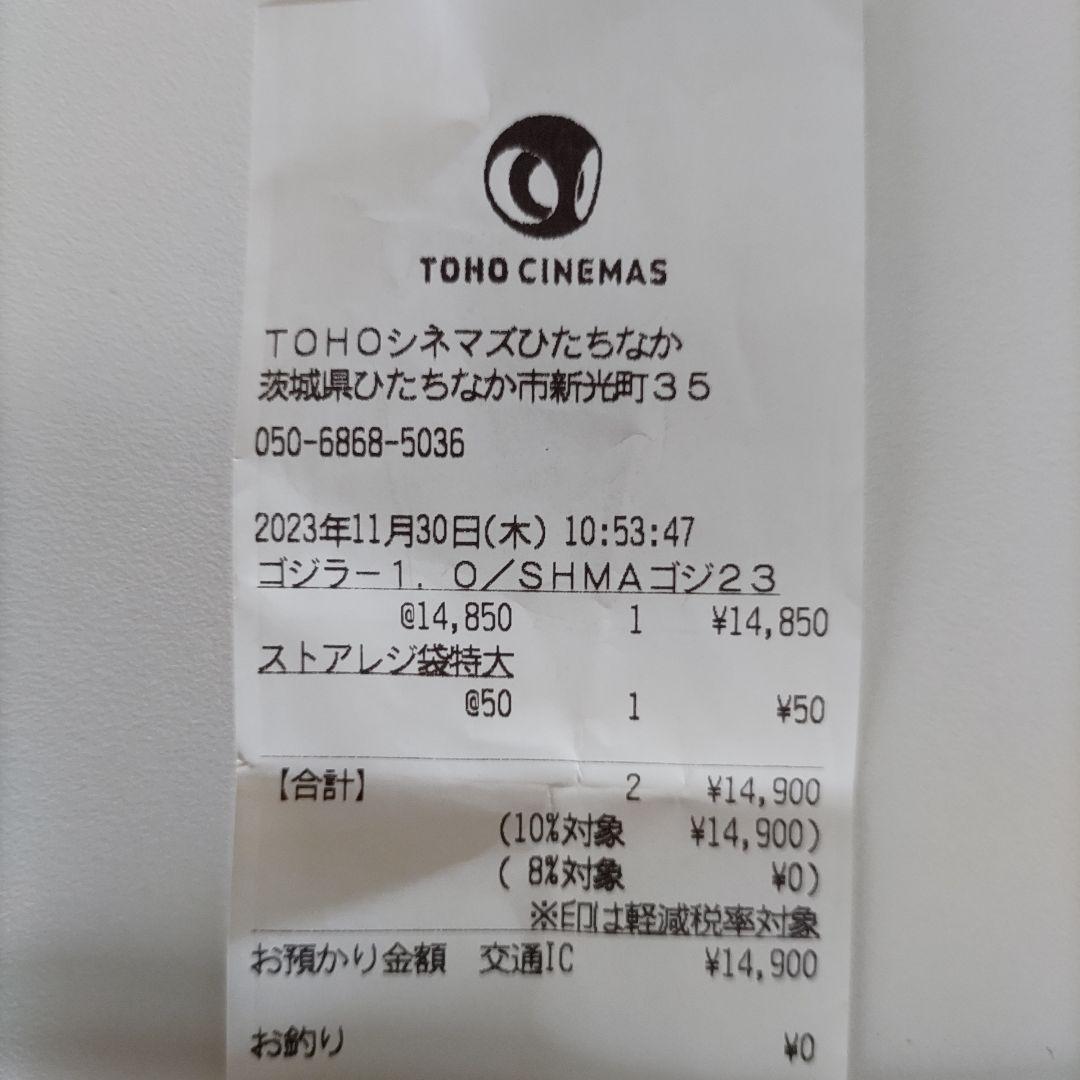 TOHO CINEMAS
TOHOシネマズひたちなか
茨城県ひたちなか市新光町35
050-6868-5036
2023年11月30日(木) 10:53:47
ゴジラー1.0/SHMAゴジ23
@14,850 1 ¥14,850
ストアレジ袋特大
@50 1 ¥50
【合計】 2 ¥14,900
(10%対象 ¥14,900)
( 8%対象 ¥0)
※印は軽減税率対象
お預かり金額 交通IC ¥14,900
お釣り ¥0